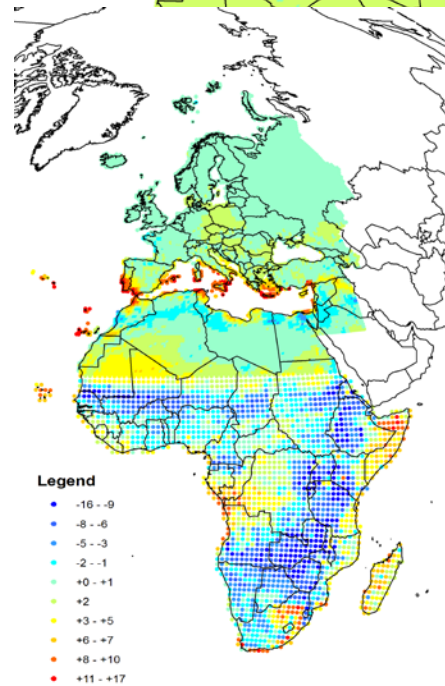 Legend
-16 - -9
-8 - -6
-5 - -3
-2 - -1
+0 - +1
+2
+3 - +5
+6 - +7
+8 - +10
+11 - +17